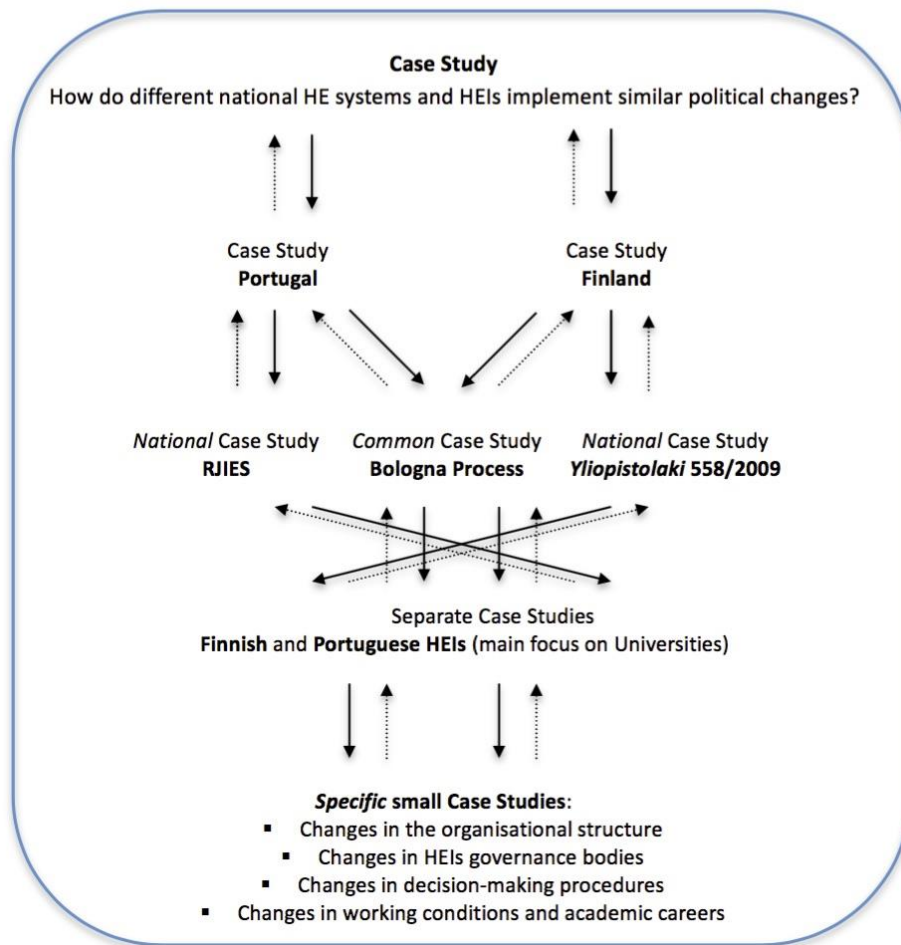 Case Study
How do different national HE systems and HEIs implement similar political changes?
Case Study
Portugal
Case Study
Finland
National Case Study
RJIES
Common Case Study
Bologna Process
National Case Study
Yliopistolaki 558/2009
Separate Case Studies
Finnish and Portuguese HEIs (main focus on Universities)
Specific small Case Studies:
▪ Changes in the organisational structure
▪ Changes in HEIs governance bodies
▪ Changes in decision-making procedures
▪ Changes in working conditions and academic careers